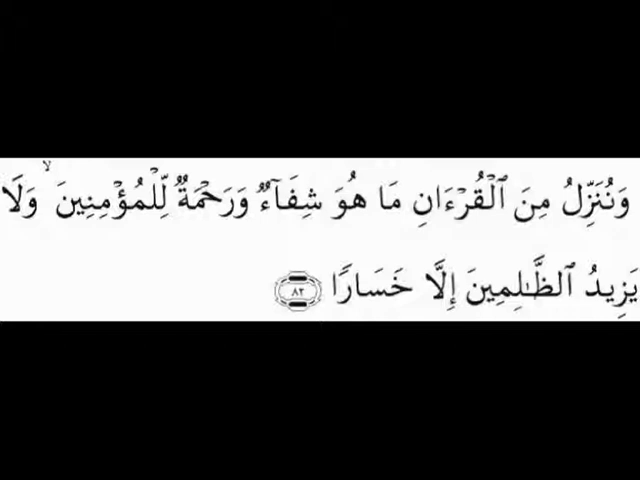 وَنُنَزِّلُ مِنَ ٱلْقُرْءَانِ مَا هُوَ شِفَآءٌ وَرَحْمَةٌ لِّلْمُؤْمِنِينَ ۙ وَلَا
يَزِيدُ ٱلظَّـٰلِمِينَ إِلَّا خَسَارًا ٨٢